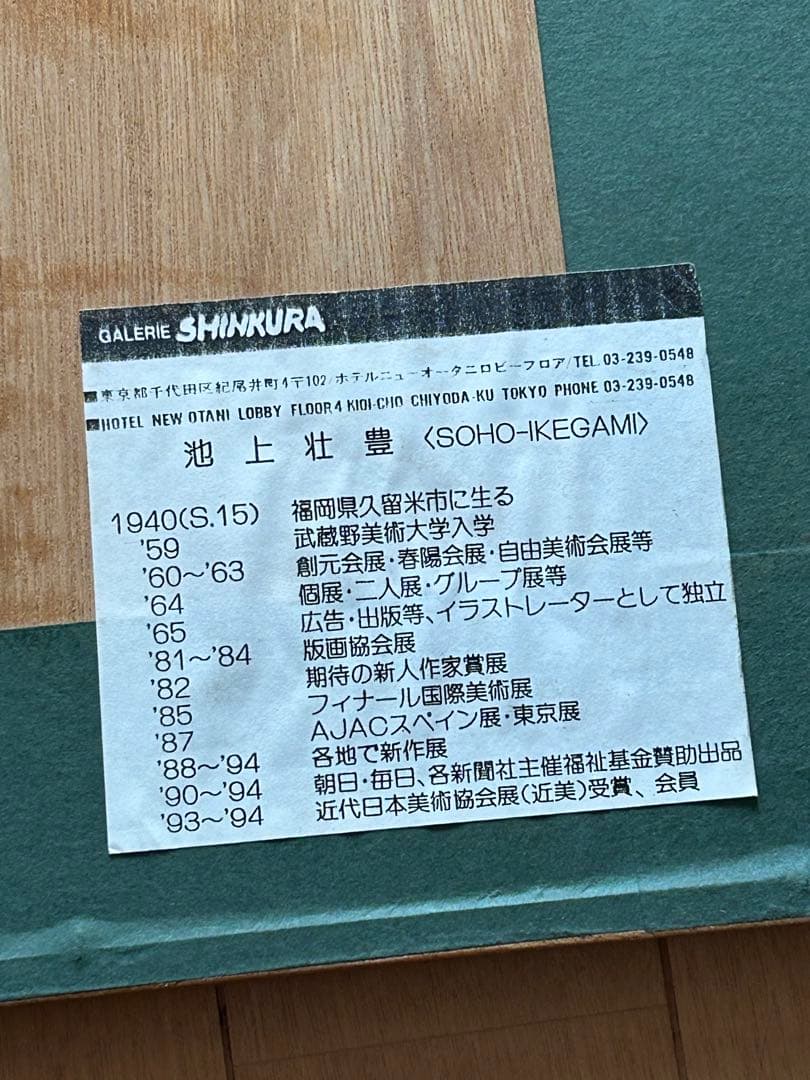 GALERIE SHINKURA
東京都千代田区紀尾井町4〒102/ホテルニューオータニロビーフロア/TEL 03-239-0548
HOTEL NEW OTANI LOBBY FLOOR4 KIOI-CHO CHIYODA-KU TOKYO PHONE 03-239-0548
池上壮豊〈SOHO-IKEGAMI〉
1940(S.15) 福岡県久留米市に生る
'59 武蔵野美術大学入学
'60〜'63 創元会展・春陽会展・自由美術会展等
'64 個展・二人展・グループ展等
'65 広告・出版等、イラストレーターとして独立
'81〜'84 版画協会展
'82 期待の新人作家賞展
'85 フィナール国際美術展
'87 AJACスペイン展・東京展
'88〜'94 各地で新作展
'90〜'94 朝日・毎日、各新聞社主催福祉基金賛助出品
'93〜'94 近代日本美術協会展(近美)受賞、会員